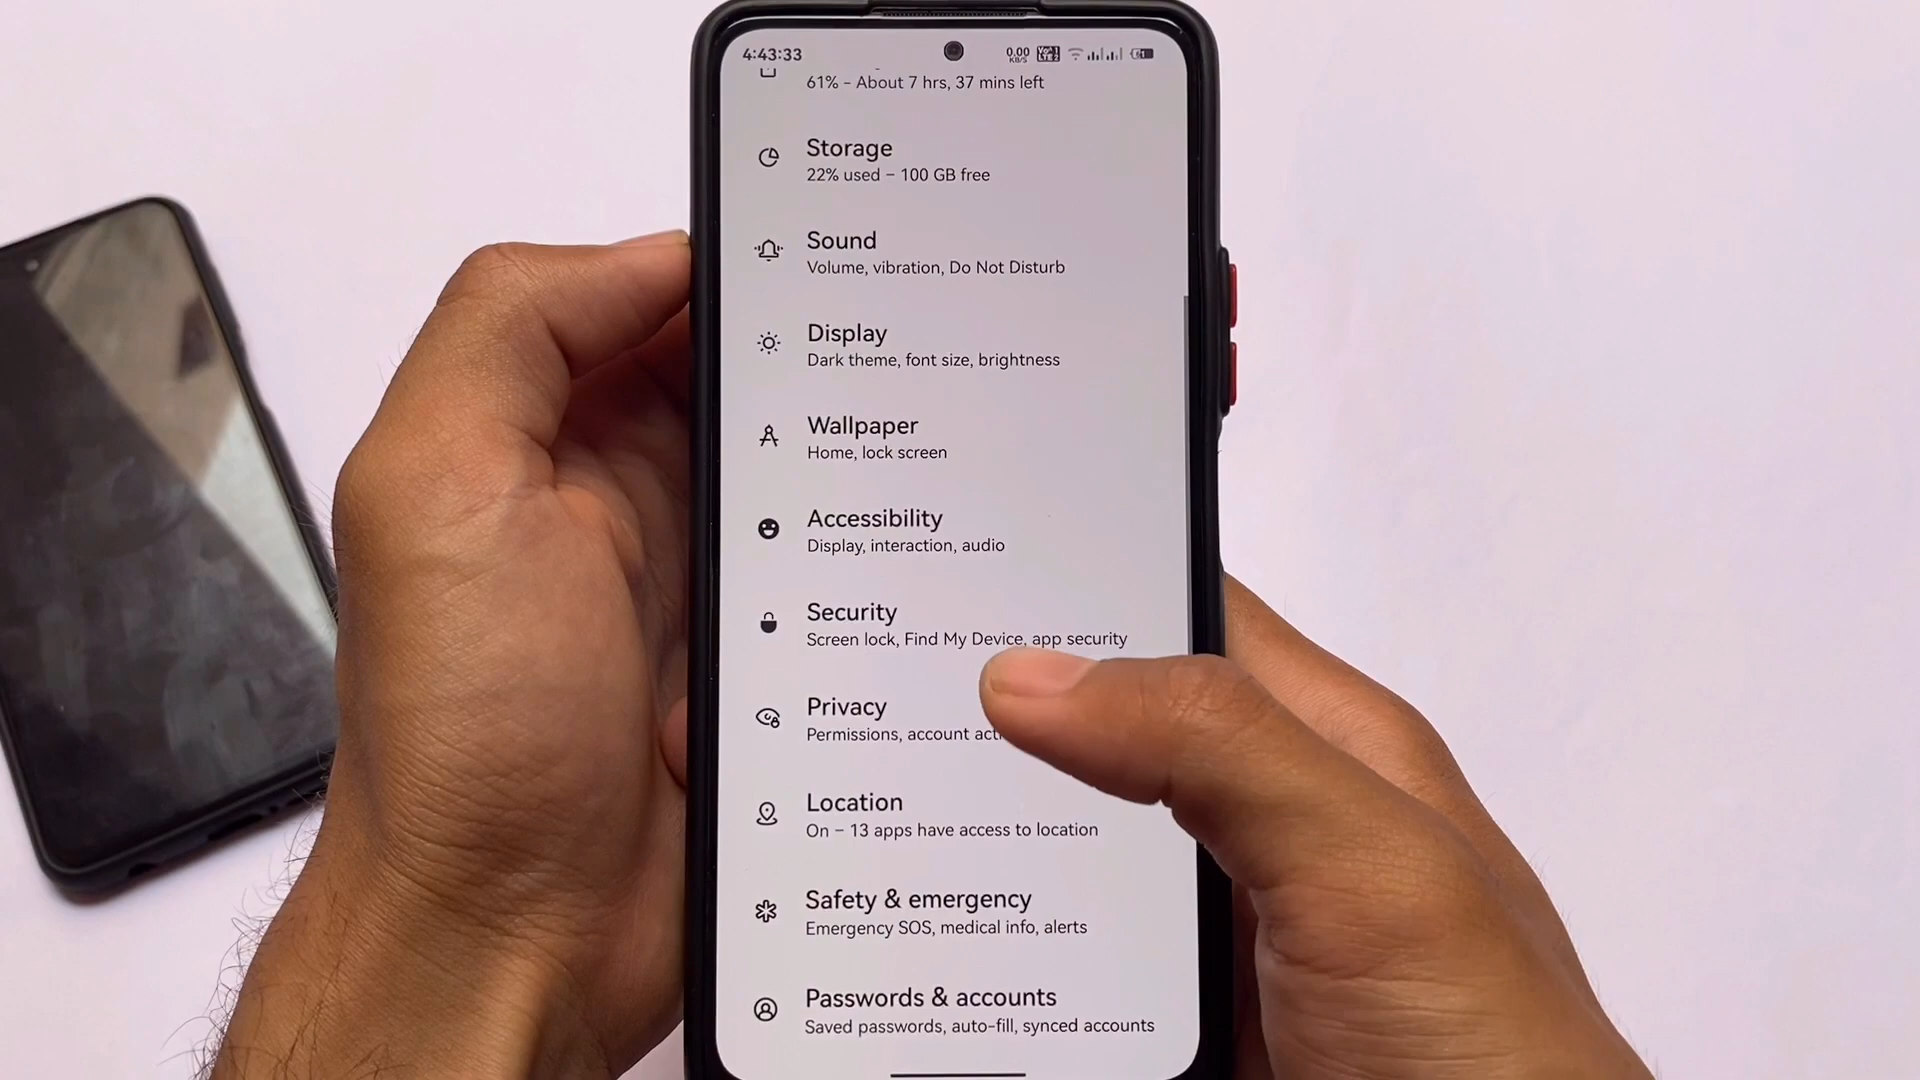 4:43:33
0.00
KB/S
61% – About 7 hrs, 37 mins left
Storage
22% used – 100 GB free
Sound
Volume, vibration, Do Not Disturb
Display
Dark theme, font size, brightness
Wallpaper
Home, lock screen
Accessibility
Display, interaction, audio
Security
Screen lock, Find My Device, app security
Privacy
Permissions, account
Location
On – 13 apps have access to location
Safety & emergency
Emergency SOS, medical info, alerts
Passwords & accounts
Saved passwords, auto-fill, synced accounts